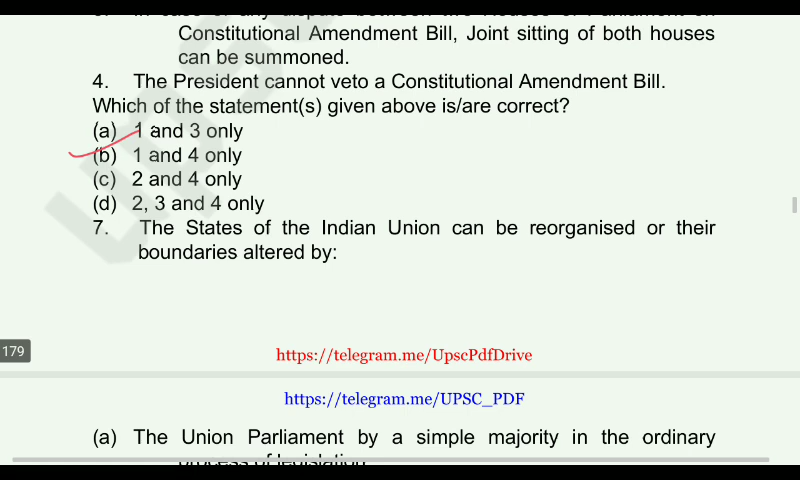 Constitutional Amendment Bill, Joint sitting of both houses
can be summoned.
4. The President cannot veto a Constitutional Amendment Bill.
Which of the statement(s) given above is/are correct?
(a) 1 and 3 only
(b) 1 and 4 only
(c) 2 and 4 only
(d) 2, 3 and 4 only
7. The States of the Indian Union can be reorganised or their
boundaries altered by:
179
https://telegram.me/UpscPdfDrive
https://telegram.me/UPSC_PDF
(a) The Union Parliament by a simple majority in the ordinary
process of legislation